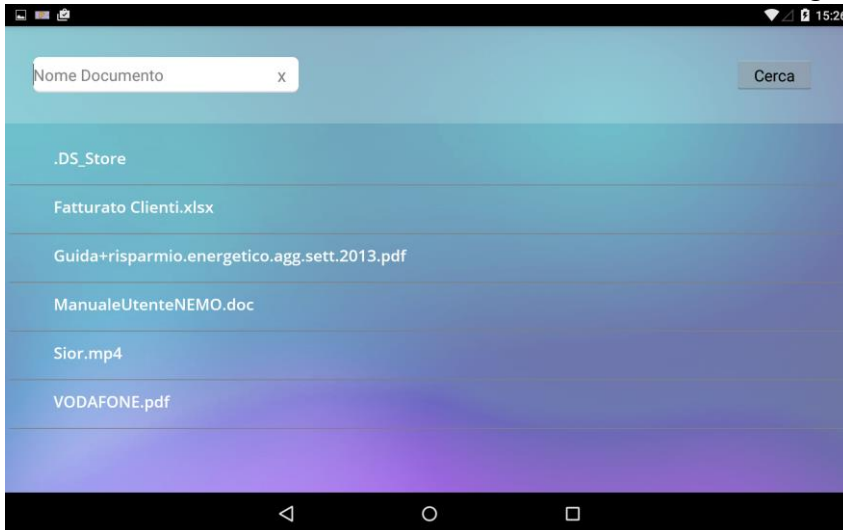 15:26
Nome Documento x
Cerca
.DS_Store
Fatturato Clienti.xlsx
Guida+risparmio.energetico.agg.sett.2013.pdf
ManualeUtenteNEMO.doc
Sior.mp4
VODAFONE.pdf